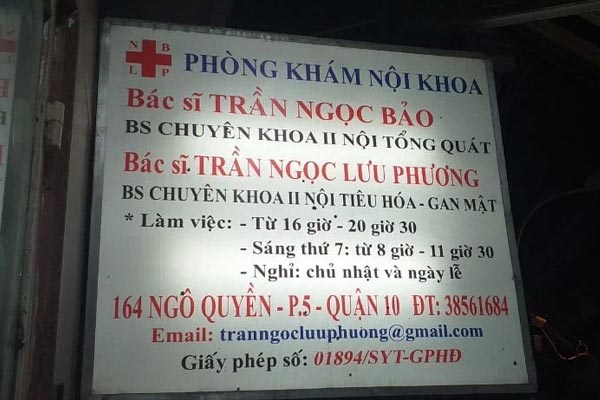 N B
L P
PHÒNG KHÁM NỘI KHOA
Bác sĩ TRẦN NGỌC BẢO
BS CHUYÊN KHOA II NỘI TỔNG QUÁT
Bác sĩ TRẦN NGỌC LƯU PHƯƠNG
BS CHUYÊN KHOA II NỘI TIÊU HÓA - GAN MẬT
* Làm việc: - Từ 16 giờ - 20 giờ 30
- Sáng thứ 7: từ 8 giờ - 11 giờ 30
- Nghỉ: chủ nhật và ngày lễ
164 NGÔ QUYỀN - P.5 - QUẬN 10 ĐT: 38561684
Email: tranngocluuphuong@gmail.com
Giấy phép số: 01894/SYT-GPHĐ